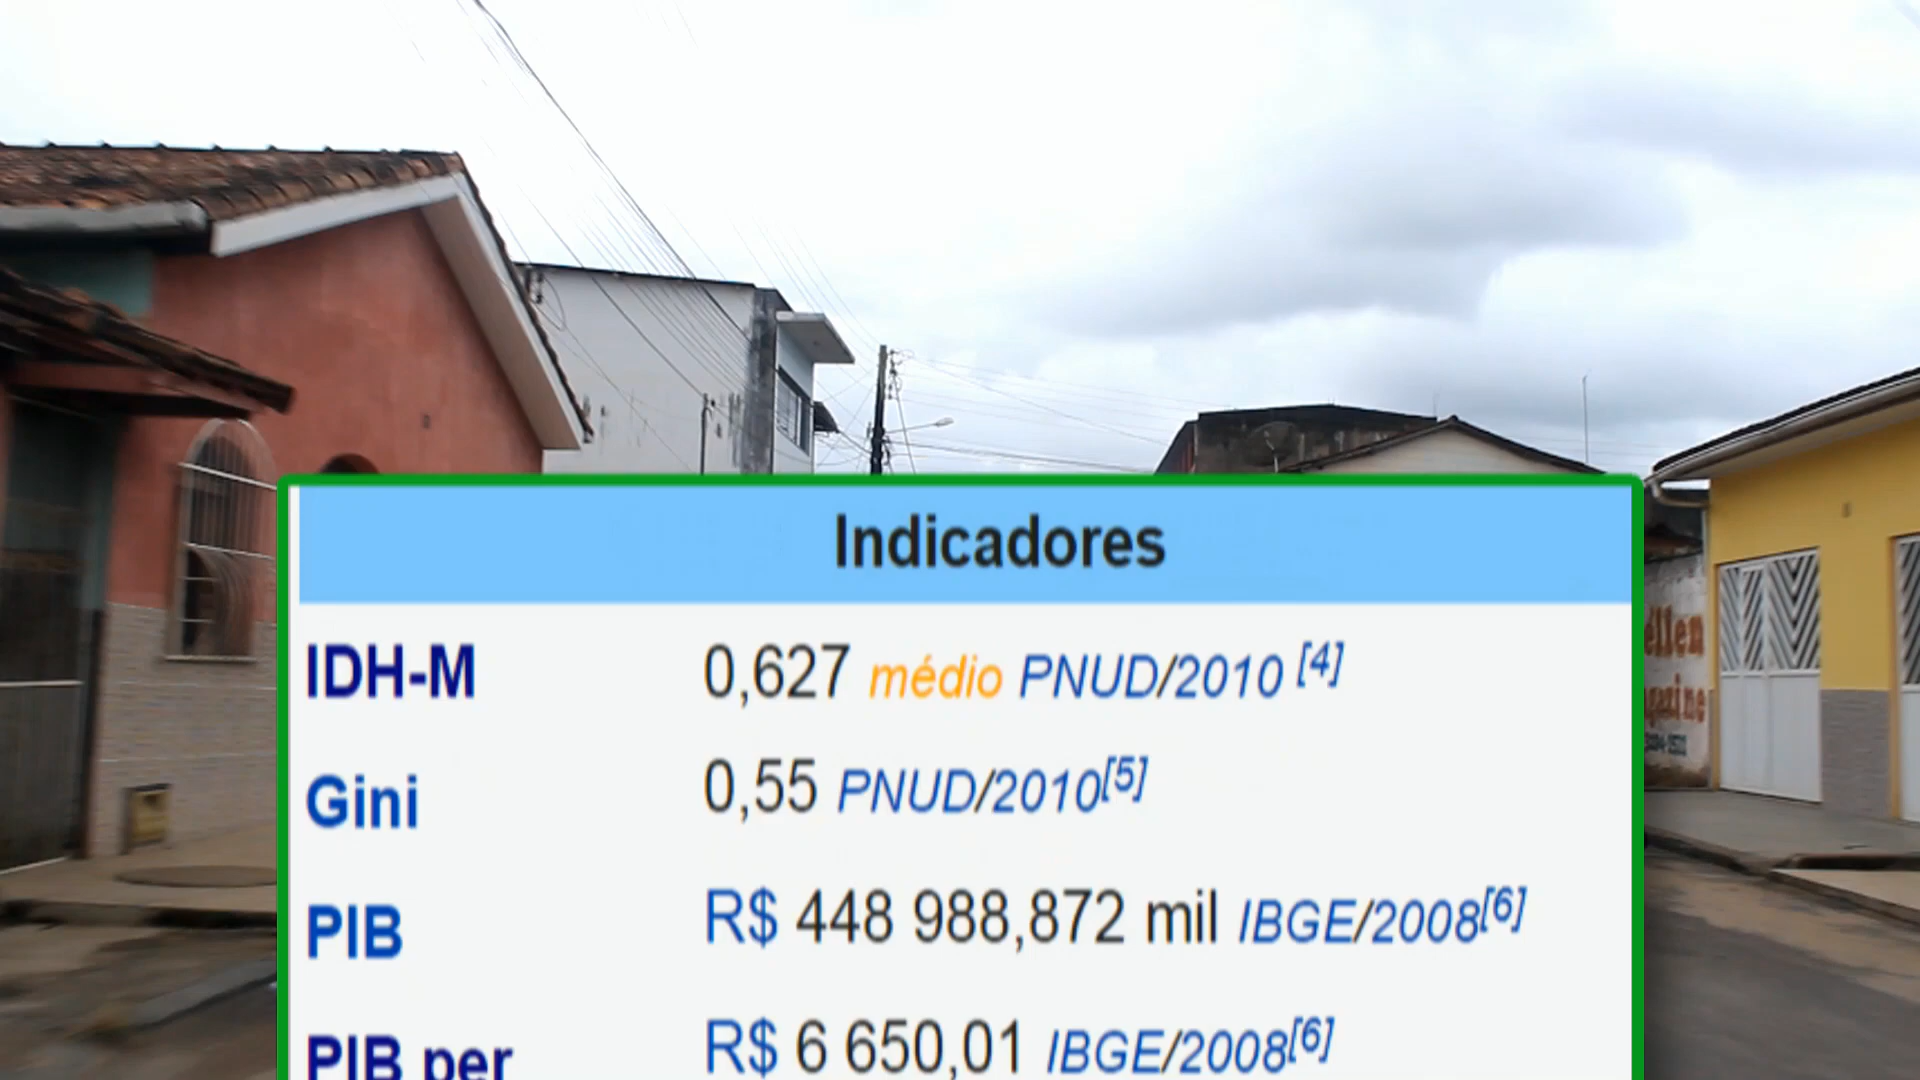 Indicadores
IDH-M 0,627 médio PNUD/2010 [4]
Gini 0,55 PNUD/2010[5]
PIB R$ 448 988,872 mil IBGE/2008[6]
PIB per R$ 6 650,01 IBGE/2008[6]